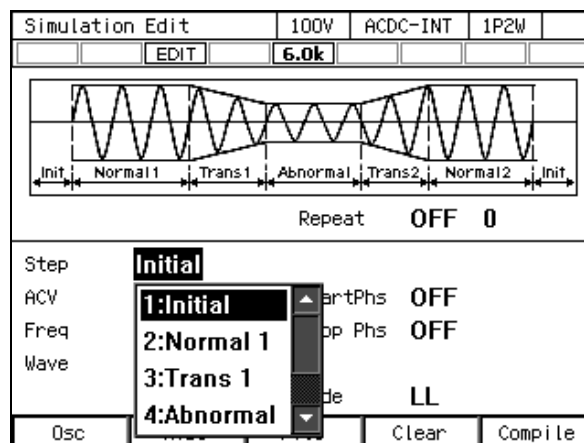 Simulation Edit 100V ACDC-INT 1P2W
EDIT 6.0k
Init Normal1 Trans1 Abnormal Trans2 Normal2 Init
Repeat OFF 0
Step Initial
ACV 1:Initial artPhs OFF
Freq 2:Normal 1 op Phs OFF
Wave 3:Trans 1
4:Abnormal de LL
Osc Clear Compile